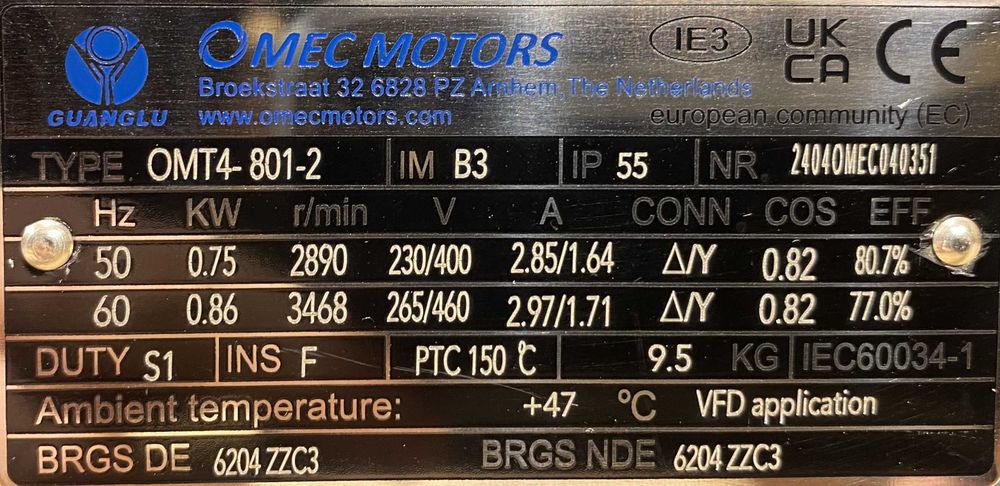 OMEC MOTORS IE3 UK CA CE
Broekstraat 32 6828 PZ Arnhem, The Netherlands
GUANGLU www.omecmotors.com european community (EC)
TYPE OMT4-801-2 IM B3 IP 55 NR 2404OMEC040351
Hz KW r/min V A CONN COS EFF
50 0.75 2890 230/400 2.85/1.64 Δ/Y 0.82 80.7%
60 0.86 3468 265/460 2.97/1.71 Δ/Y 0.82 77.0%
DUTY S1 INS F PTC 150 ℃ 9.5 KG IEC60034-1
Ambient temperature: +47 °C VFD application
BRGS DE 6204 ZZC3 BRGS NDE 6204 ZZC3